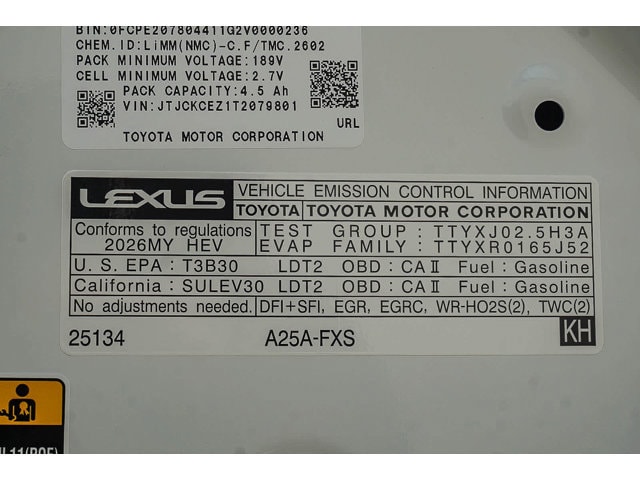 BIN:0FCPE207804411G2V0000236
CHEM.ID:LiMM(NMC)-C.F/TMC.2602
PACK MINIMUM VOLTAGE:189V
CELL MINIMUM VOLTAGE:2.7V
PACK CAPACITY:4.5 Ah
VIN:JTJCKCEZ1T2079801
URL
TOYOTA MOTOR CORPORATION
LEXUS VEHICLE EMISSION CONTROL INFORMATION
TOYOTA TOYOTA MOTOR CORPORATION
Conforms to regulations TEST GROUP: TTYXJ02.5H3A
2026MY HEV EVAP FAMILY: TTYXR0165J52
U.S. EPA: T3B30 LDT2 OBD: CA II Fuel: Gasoline
California: SULEV30 LDT2 OBD: CA II Fuel: Gasoline
No adjustments needed. DFI+SFI, EGR, EGRC, WR-HO2S(2), TWC(2)
25134 A25A-FXS KH